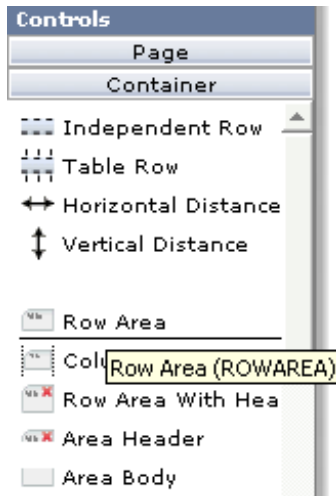 Controls
Page
Container
Independent Row
Table Row
Horizontal Distance
Vertical Distance
Row Area
Colu
Row Area (ROWAREA)
Row Area With Hea
Area Header
Area Body